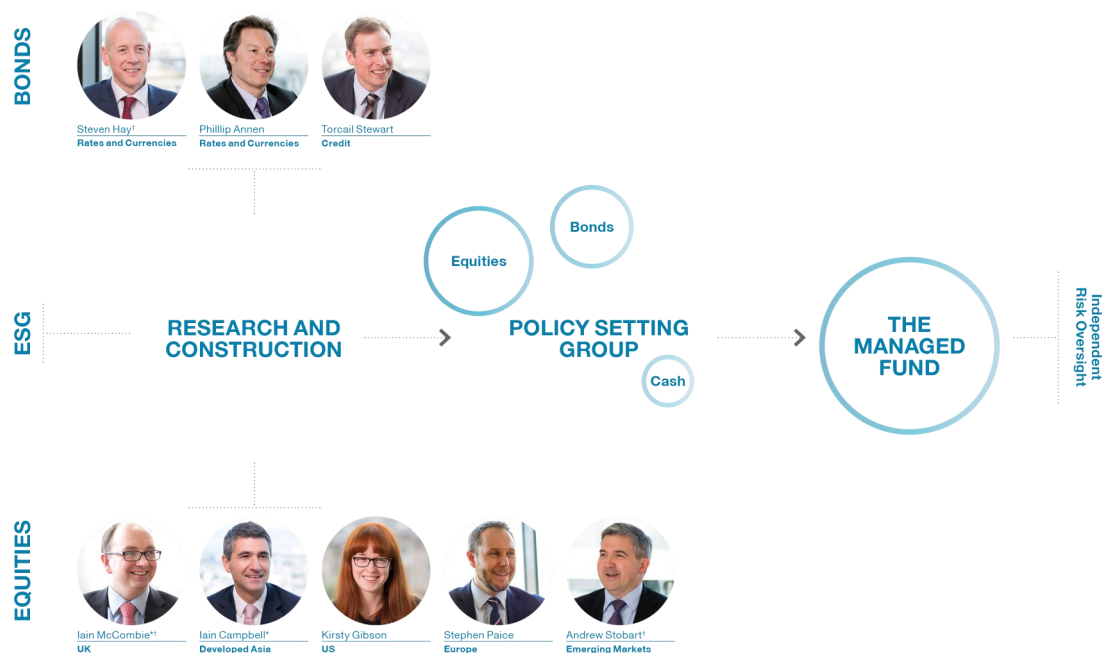 BONDS
Steven Hay†
Rates and Currencies
Philllip Annen
Rates and Currencies
Torcail Stewart
Credit
Equities
Bonds
ESG
RESEARCH AND
CONSTRUCTION
POLICY SETTING
GROUP
Cash
THE
MANAGED
FUND
Independent
Risk Oversight
EQUITIES
Iain McCombie*†
UK
Iain Campbell*
Developed Asia
Kirsty Gibson
US
Stephen Paice
Europe
Andrew Stobart†
Emerging Markets